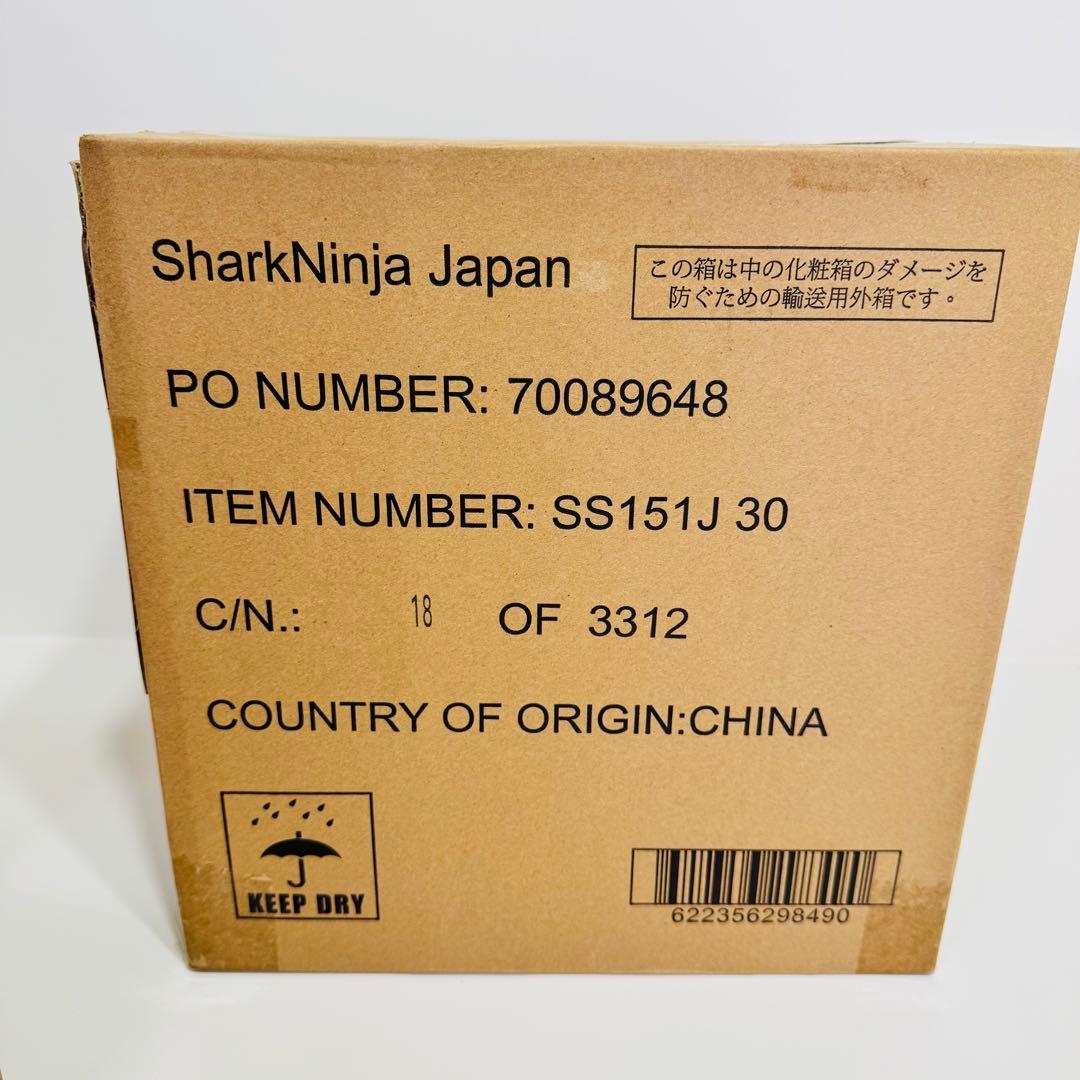 SharkNinja Japan
この箱は中の化粧箱のダメージを
防ぐための輸送用外箱です。
PO NUMBER: 70089648
ITEM NUMBER: SS151J 30
C/N.: 18 OF 3312
COUNTRY OF ORIGIN:CHINA
KEEP DRY
622356298490